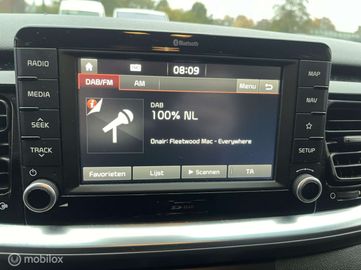 Bluetooth
08:09
RADIO
MEDIA
SEEK
TRACK
MAP
NAV
SETUP
DAB/FM
AM
Menu
DAB
100% NL
Onair: Fleetwood Mac - Everywhere
Favorieten
Lijst
Scannen
TA
© mobilox